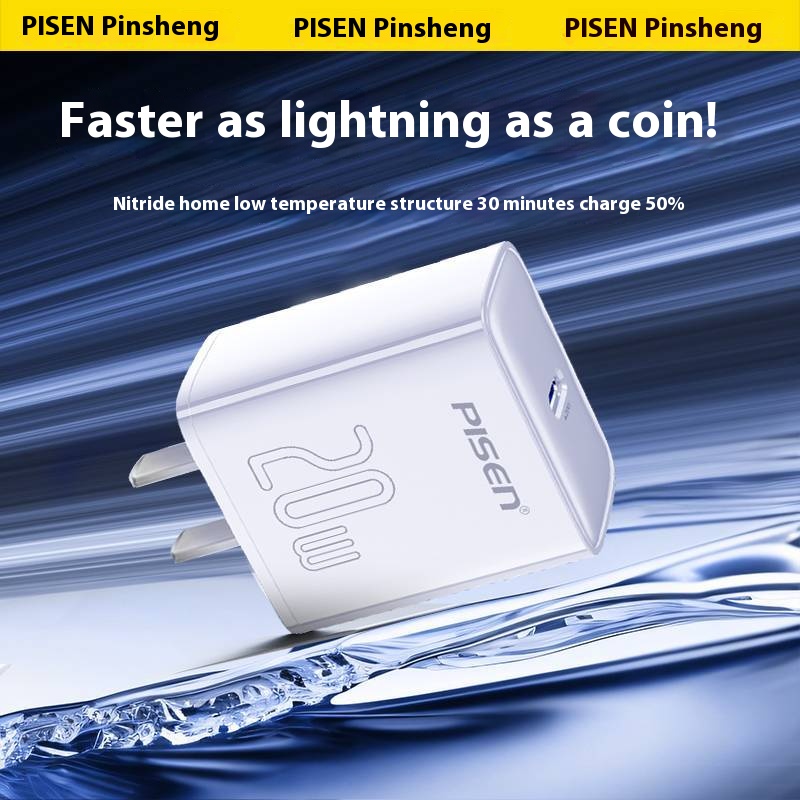 PISEN Pinsheng PISEN Pinsheng PISEN Pinsheng
Faster as lightning as a coin!
Nitride home low temperature structure 30 minutes charge 50%
PISEN®
20W